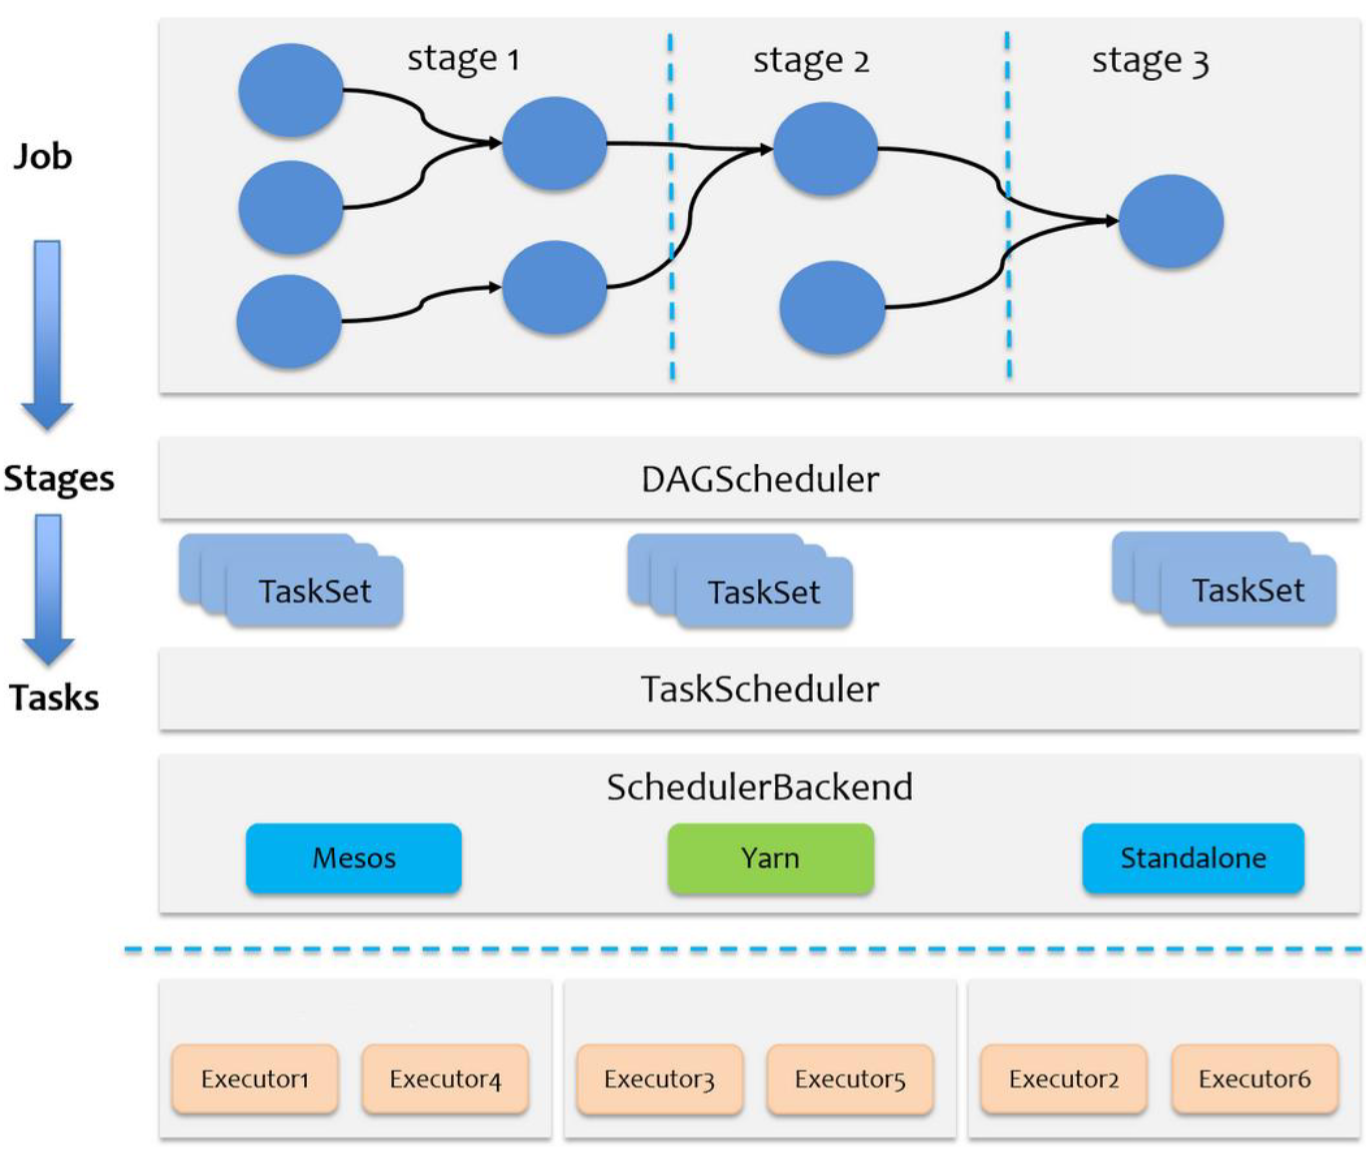 stage 1
stage 2
stage 3
Job
Stages
DAGScheduler
TaskSet
TaskSet
TaskSet
Tasks
TaskScheduler
SchedulerBackend
Mesos
Yarn
Standalone
Executor1
Executor4
Executor3
Executor5
Executor2
Executor6